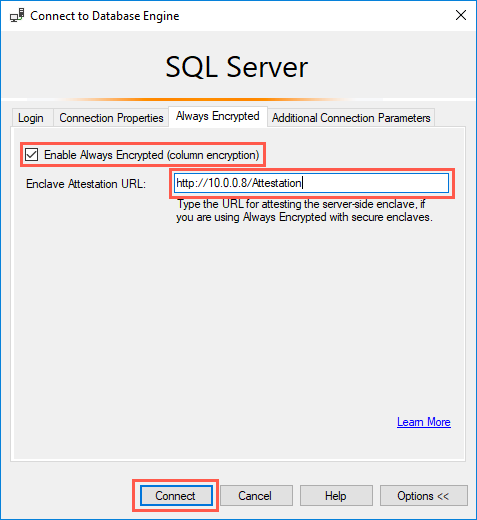 Connect to Database Engine
SQL Server
Login Connection Properties Always Encrypted Additional Connection Parameters
Enable Always Encrypted (column encryption)
Enclave Attestation URL: http://10.0.0.8/Attestation
Type the URL for attesting the server-side enclave, if
you are using Always Encrypted with secure enclaves.
Learn More
Connect Cancel Help Options <<